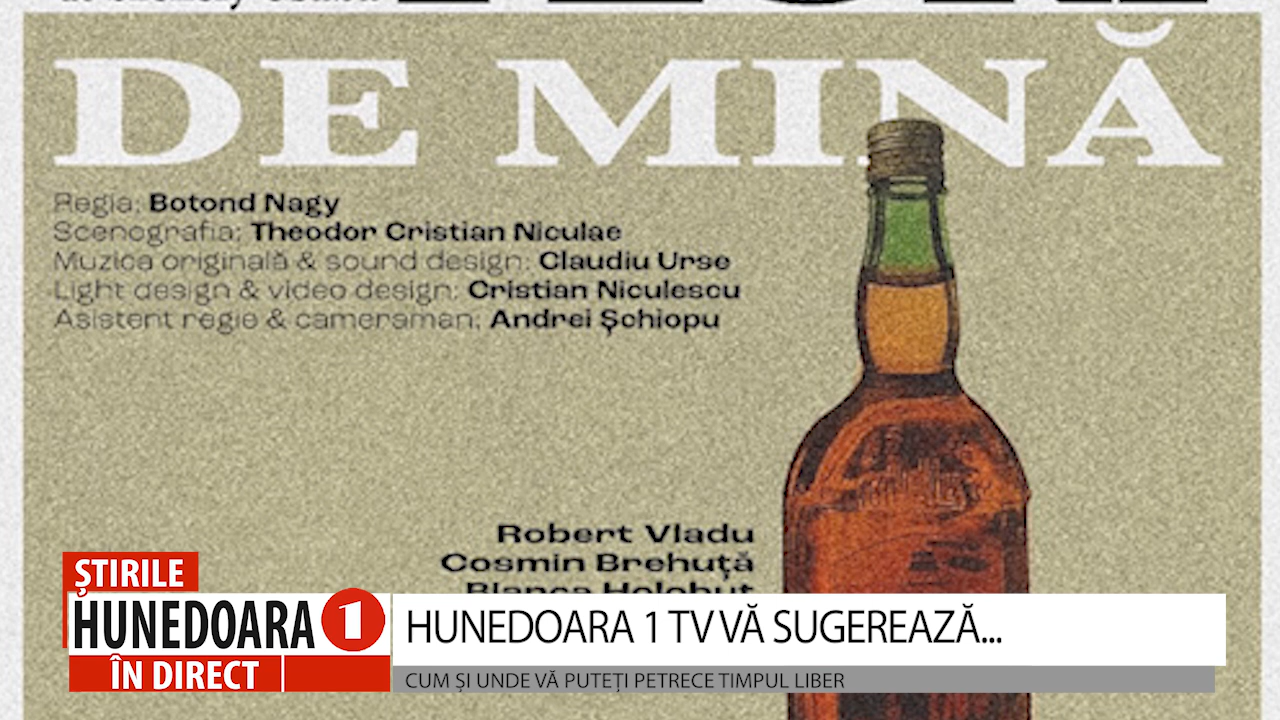 DE MINĂ
Regia: Botond Nagy
Scenografia: Theodor Cristian Niculae
Muzica originală & sound design: Claudiu Urse
Light design & video design: Cristian Niculescu
Asistent regie & cameraman: Andrei Șchiopu
Robert Vladu
Cosmin Brehuță
Bianca Holobuț
ȘTIRILE
HUNEDOARA 1
ÎN DIRECT
HUNEDOARA 1 TV VĂ SUGEREAZĂ...
CUM ȘI UNDE VĂ PUTEȚI PETRECE TIMPUL LIBER